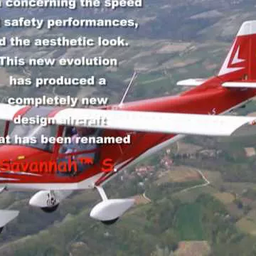 concerning the speed
safety performances,
d the aesthetic look.
This new evolution
has produced a
completely new
design aircraft
at has been renamed
Savannah™ S.